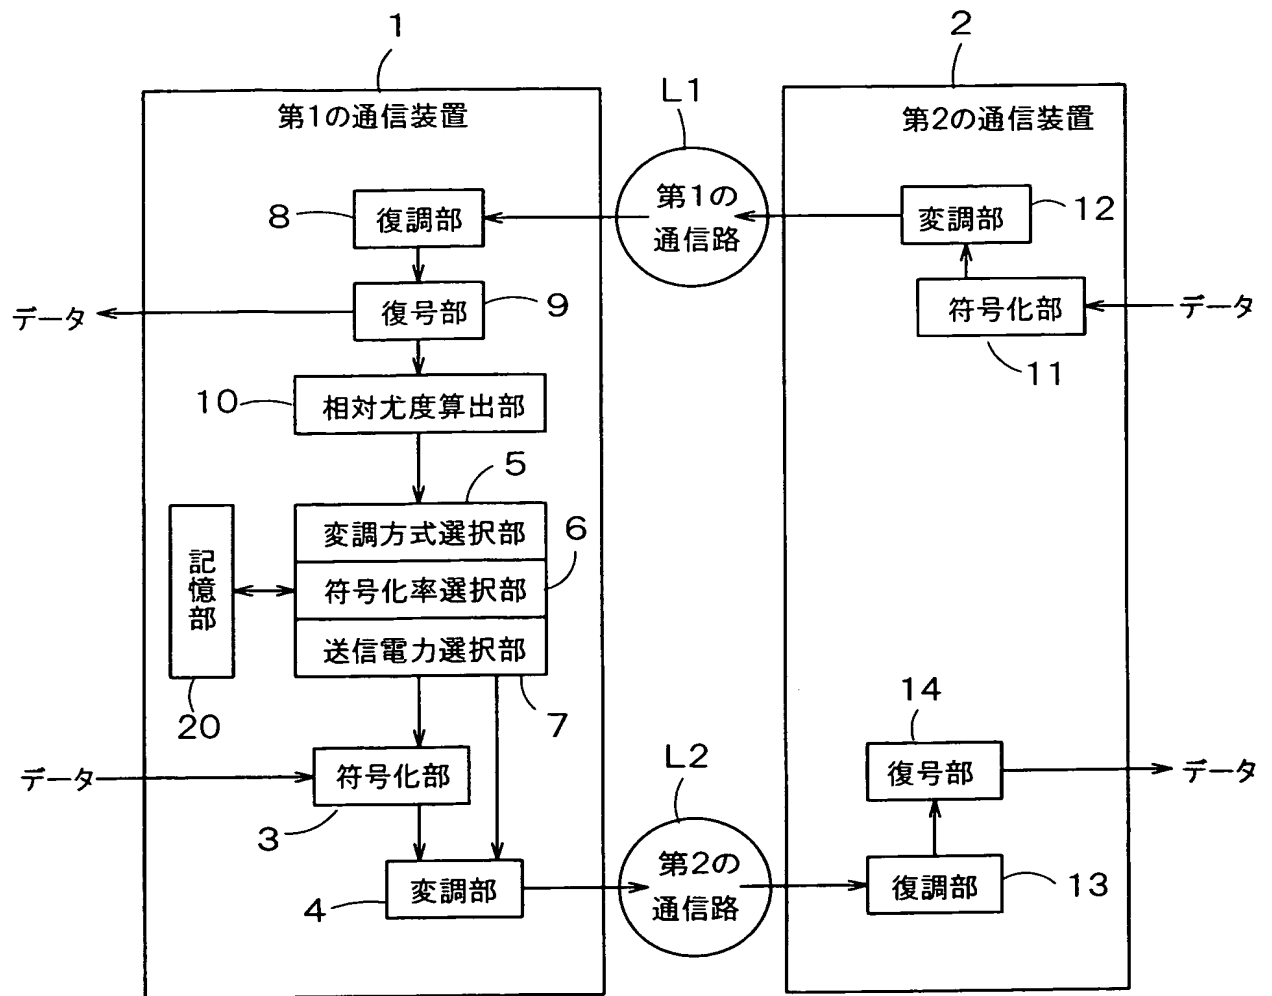 1
2
第1の通信装置
L1
第2の通信装置
8
復調部
第1の
通信路
変調部
12
データ
復号部
9
符号化部
データ
11
10
相対尤度算出部
5
変調方式選択部
6
記憶部
符号化率選択部
送信電力選択部
20
7
14
データ
符号化部
L2
復号部
データ
3
第2の
通信路
変調部
4
復調部
13